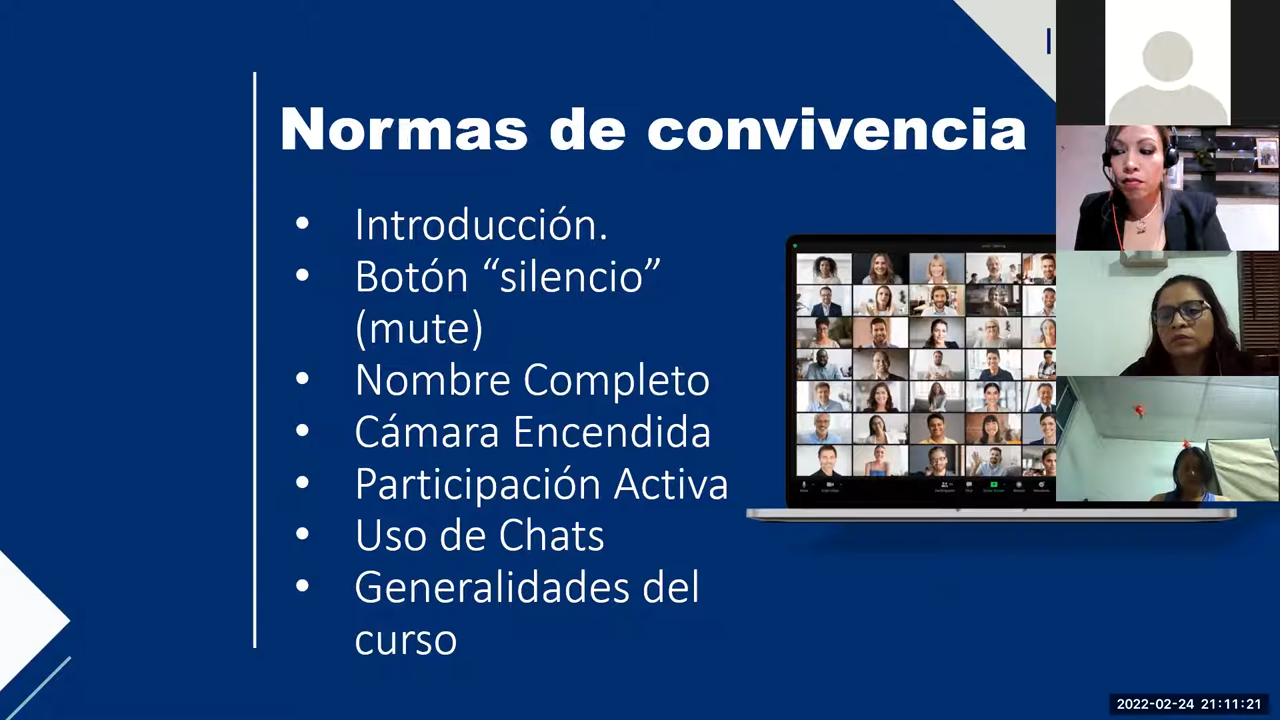 Normas de convivencia
• Introducción.
• Botón “silencio”
(mute)
• Nombre Completo
• Cámara Encendida
• Participación Activa
• Uso de Chats
• Generalidades del
curso
2022-02-24 21:11:21